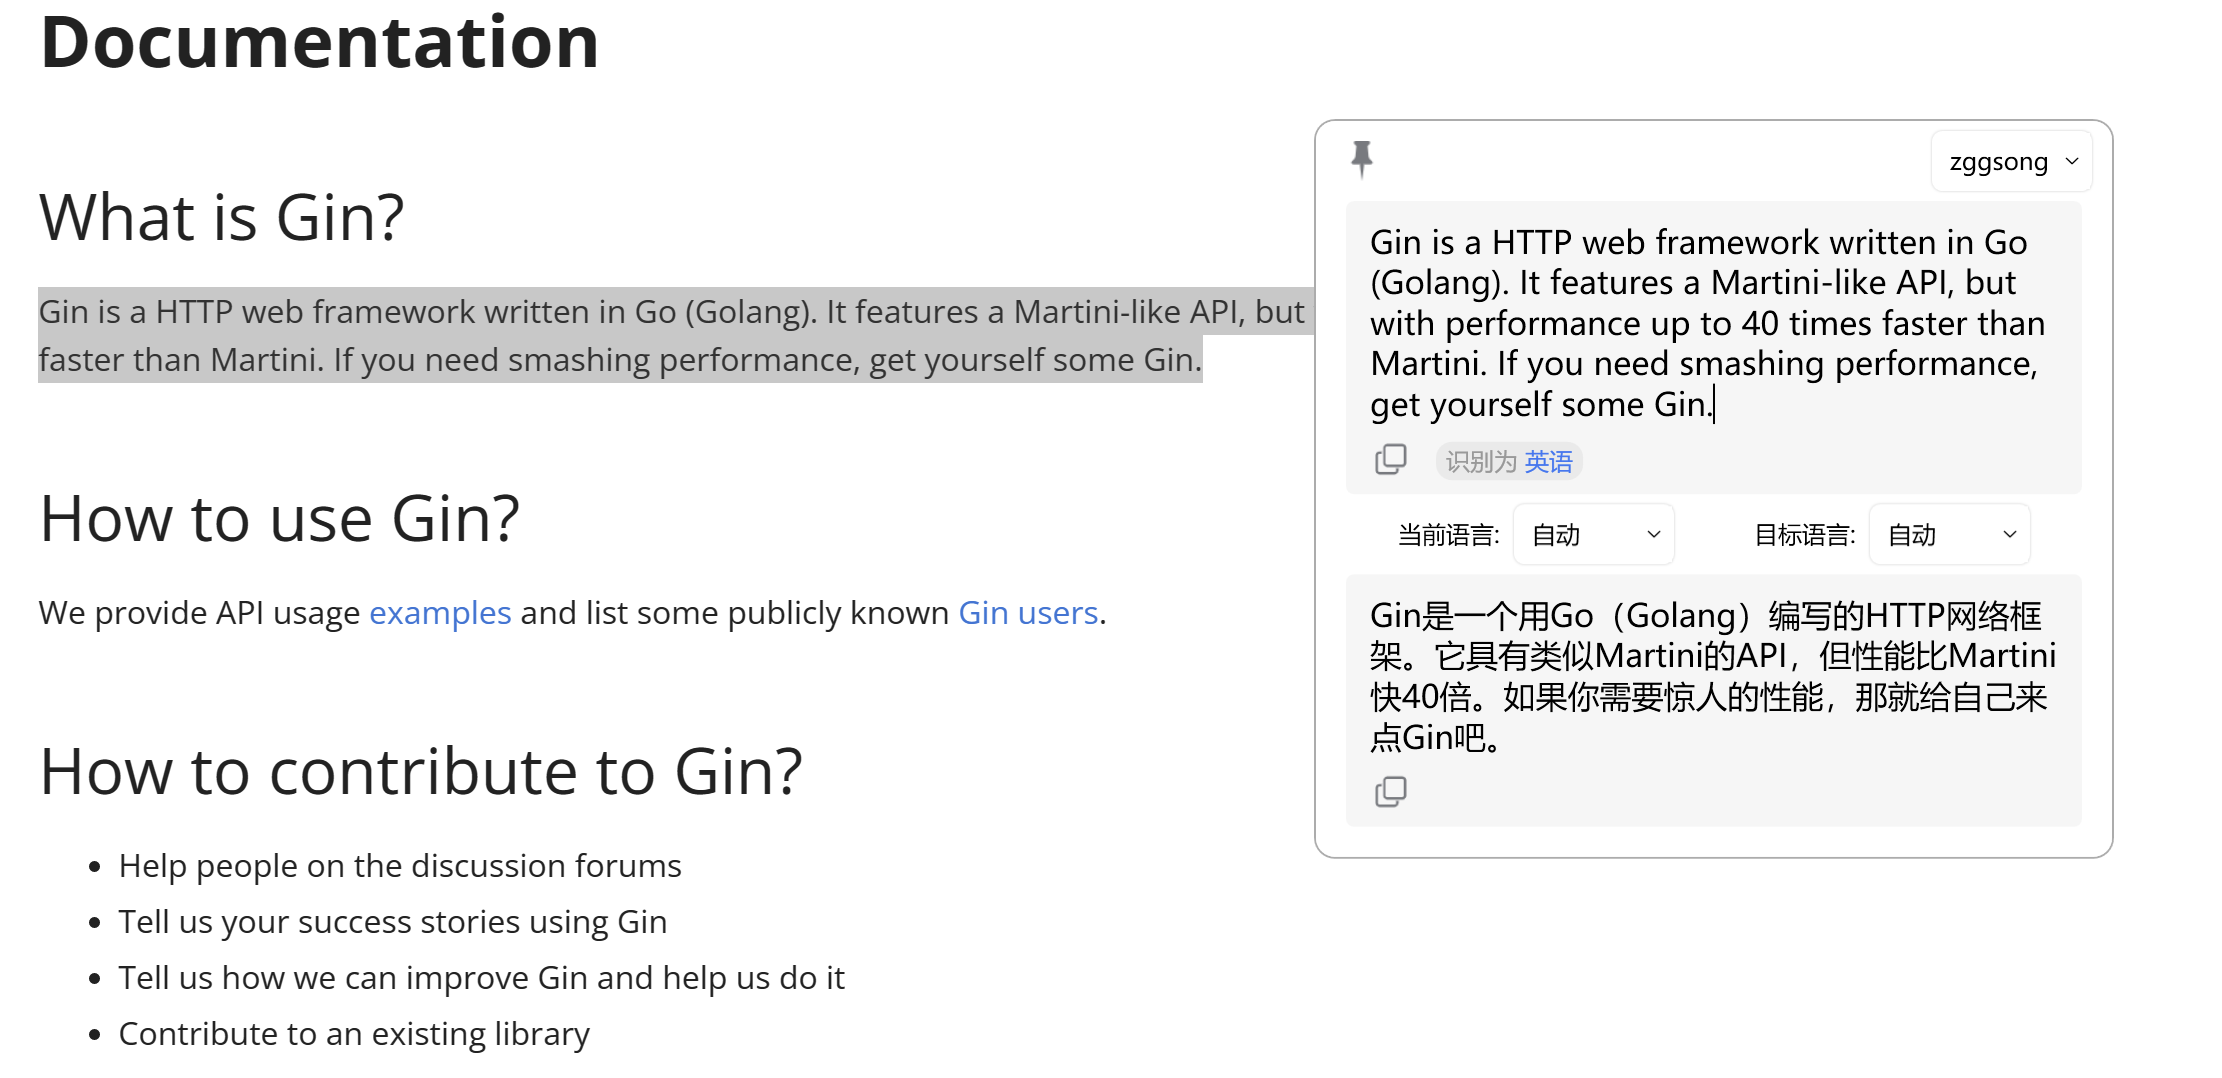 Documentation
What is Gin?
Gin is a HTTP web framework written in Go (Golang). It features a Martini-like API, but
faster than Martini. If you need smashing performance, get yourself some Gin.
How to use Gin?
We provide API usage examples and list some publicly known Gin users.
How to contribute to Gin?
Help people on the discussion forums
Tell us your success stories using Gin
Tell us how we can improve Gin and help us do it
Contribute to an existing library
zggsong
Gin is a HTTP web framework written in Go
(Golang). It features a Martini-like API, but
with performance up to 40 times faster than
Martini. If you need smashing performance,
get yourself some Gin.
识别为 英语
当前语言: 自动 目标语言: 自动
Gin是一个用Go（Golang）编写的HTTP网络框
架。它具有类似Martini的API，但性能比Martini
快40倍。如果你需要惊人的性能，那就给自己来
点Gin吧。